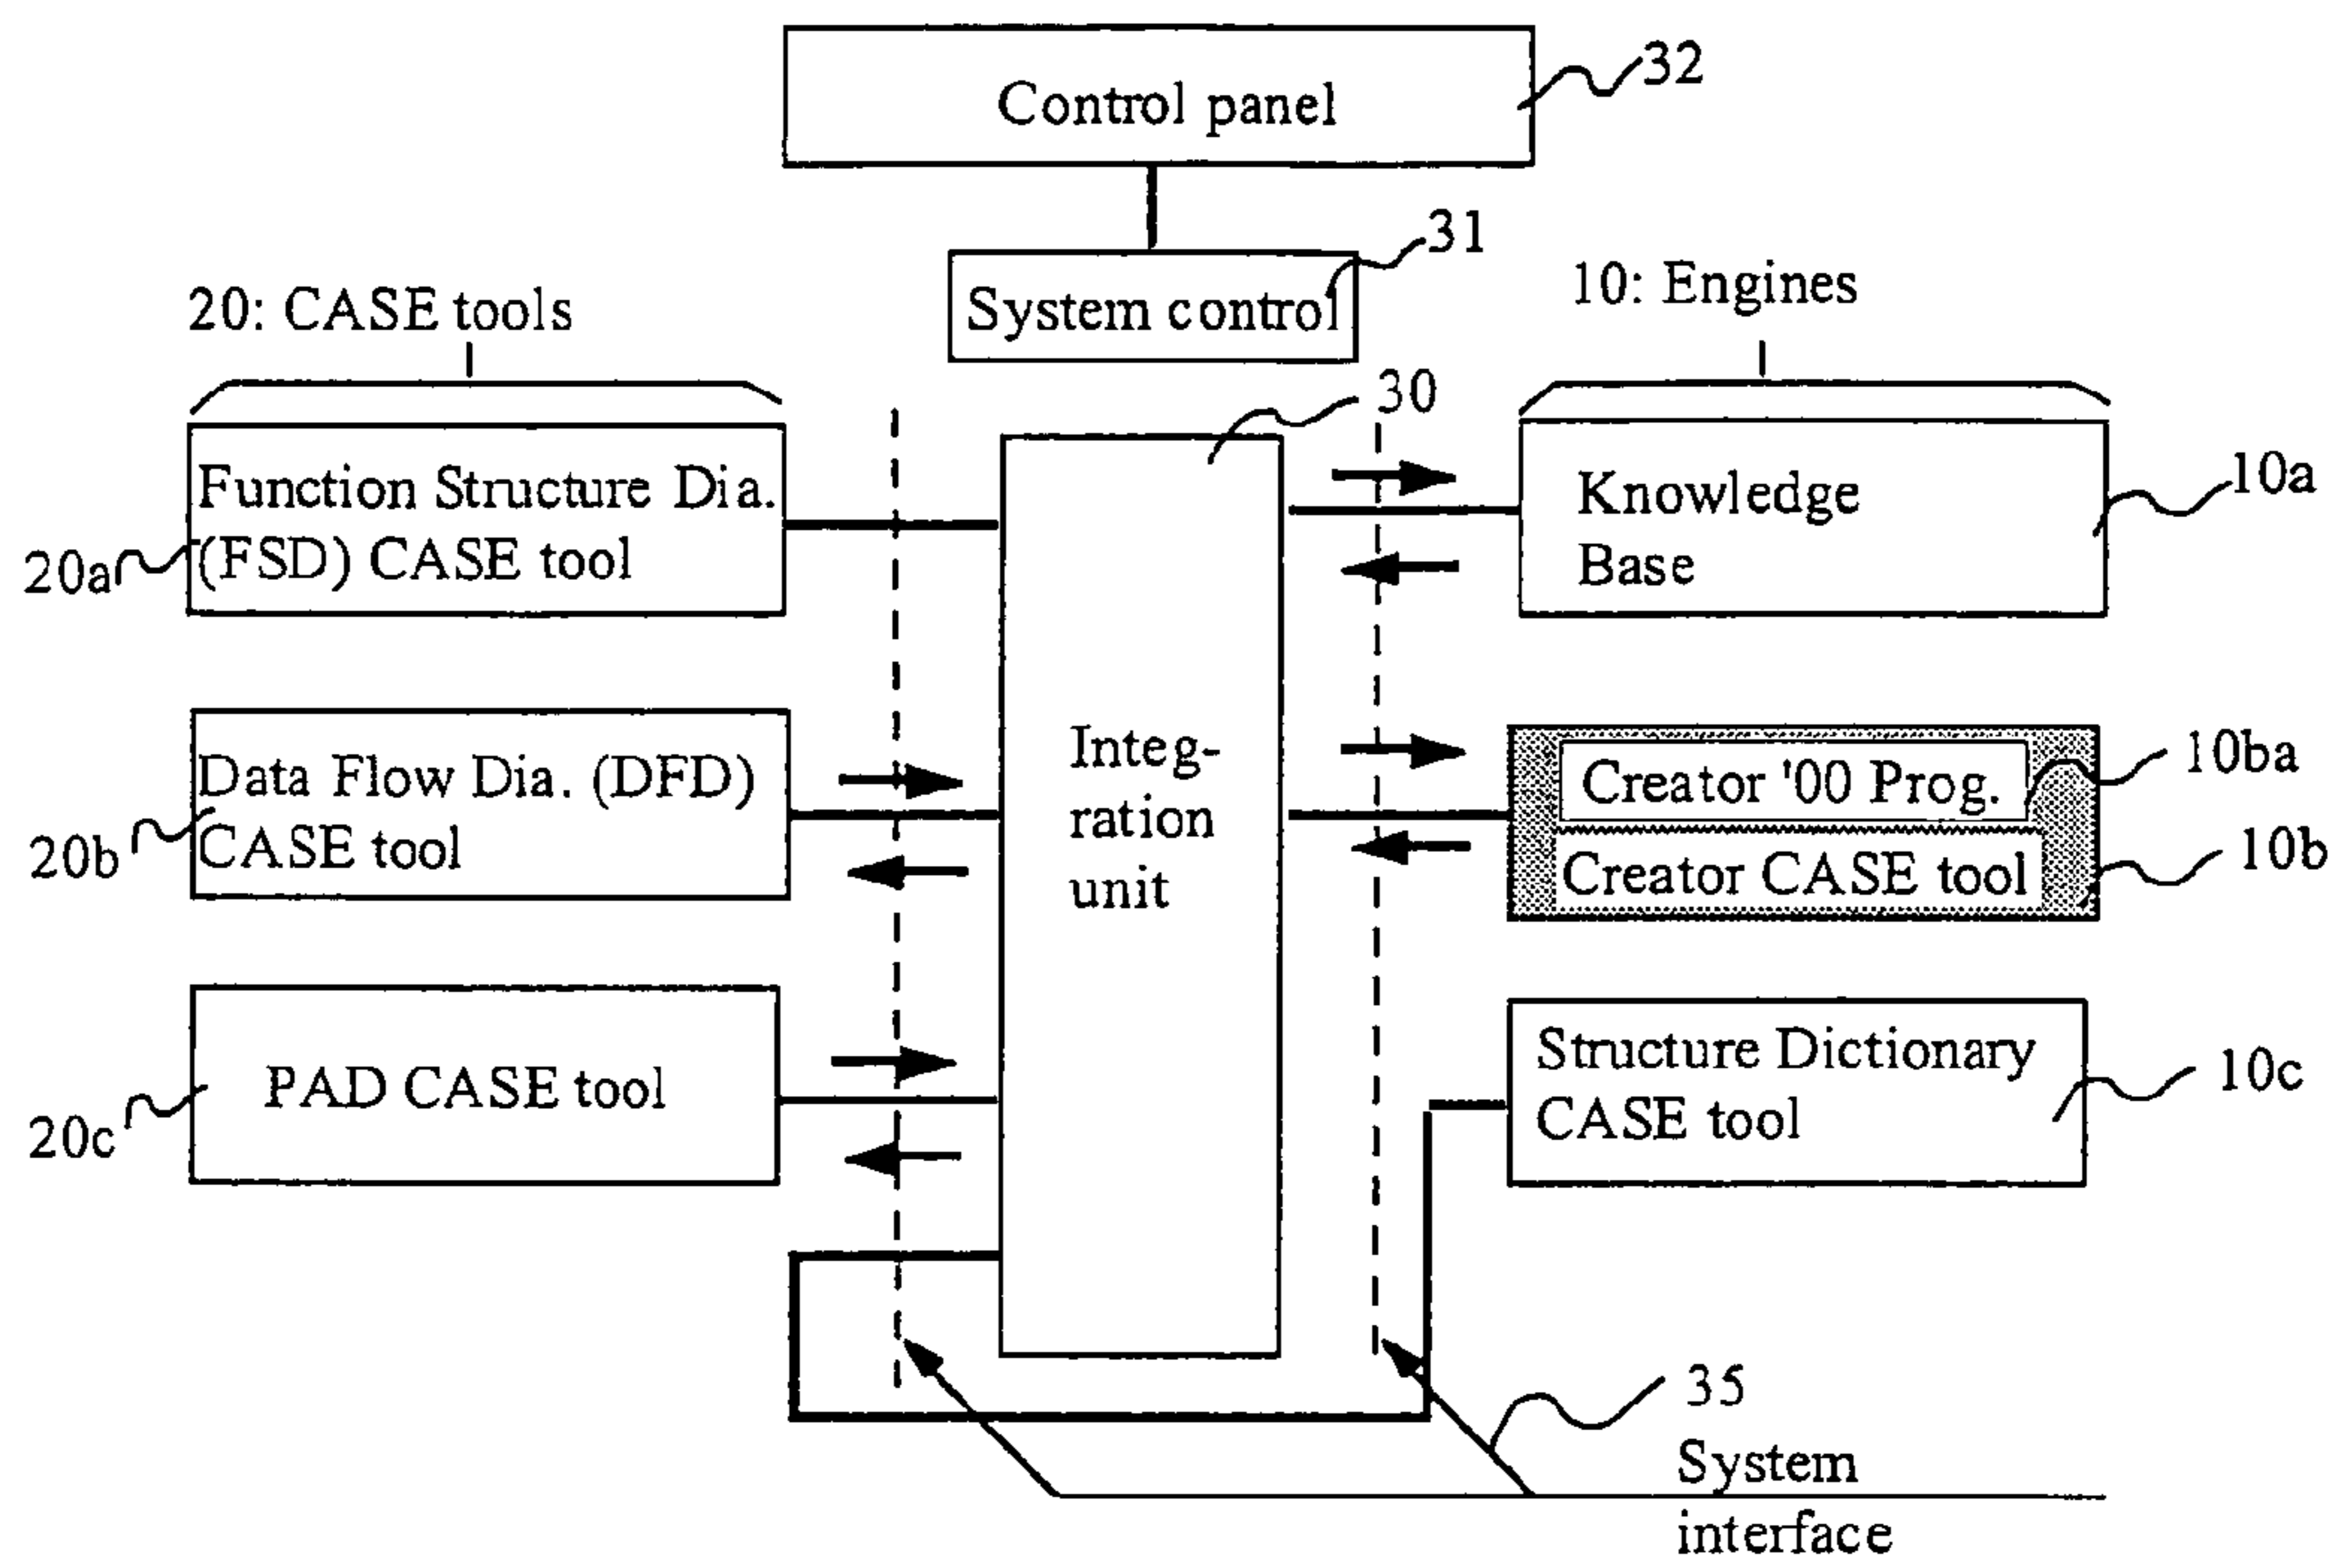 Control panel
32
System control
31
20: CASE tools
10: Engines
30
Function Structure Dia.
(FSD) CASE tool
20a
Knowledge
Base
10a
Data Flow Dia. (DFD)
CASE tool
20b
Integ-
ration
unit
Creator '00 Prog.
10ba
Creator CASE tool
10b
PAD CASE tool
20c
Structure Dictionary
CASE tool
10c
35
System
interface